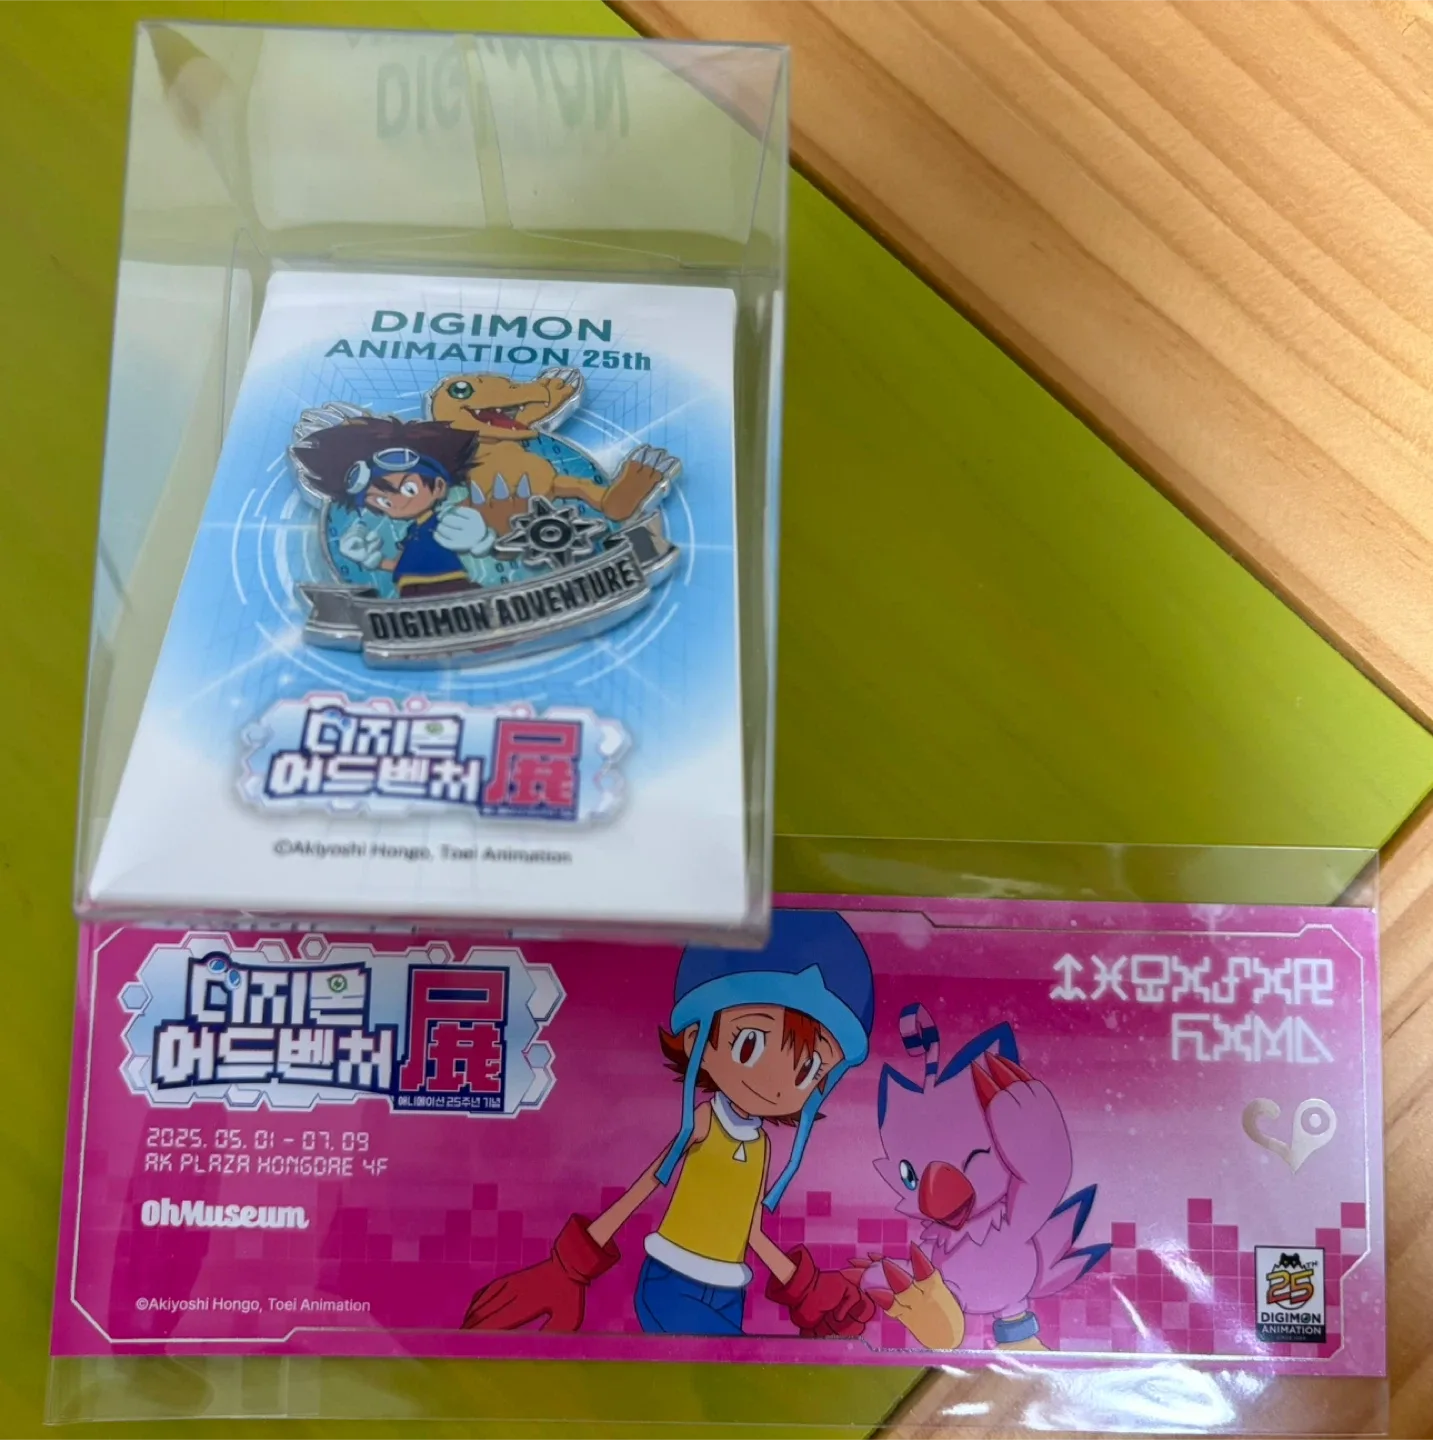 DIGIMON
DIGIMON
ANIMATION 25th
DIGIMON ADVENTURE
디지몬
어드벤처 展
©Akiyoshi Hongo, Toei Animation
디지몬
어드벤처 展
애니메이션 25주년 기념
2025. 05. 01 - 07. 09
AK PLAZA HONGDAE 4F
OhMuseum
©Akiyoshi Hongo, Toei Animation
25TH
DIGIMON
ANIMATION